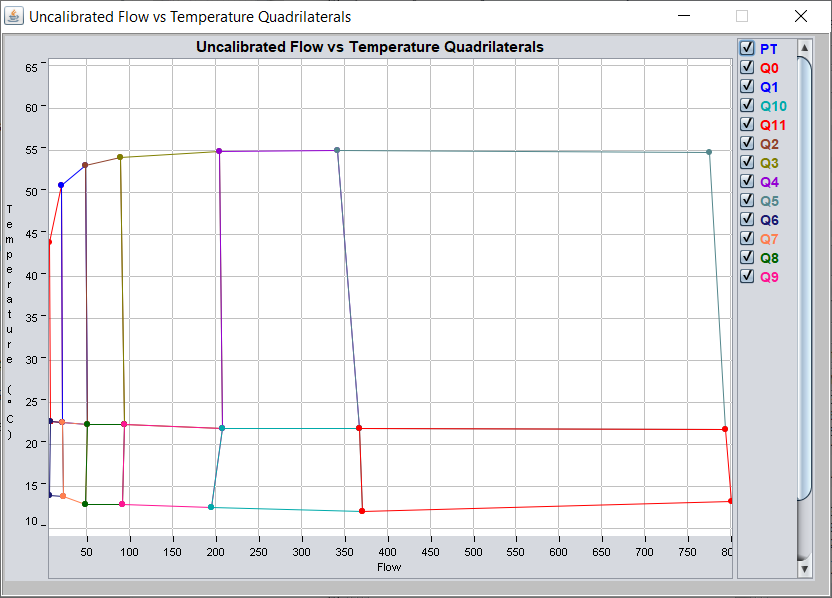 Uncalibrated Flow vs Temperature Quadrilaterals
Uncalibrated Flow vs Temperature Quadrilaterals
Temperature (°C)
65
60
55
50
45
40
35
30
25
20
15
10
50 100 150 200 250 300 350 400 450 500 550 600 650 700 750 80
Flow
PT
Q0
Q1
Q10
Q11
Q2
Q3
Q4
Q5
Q6
Q7
Q8
Q9